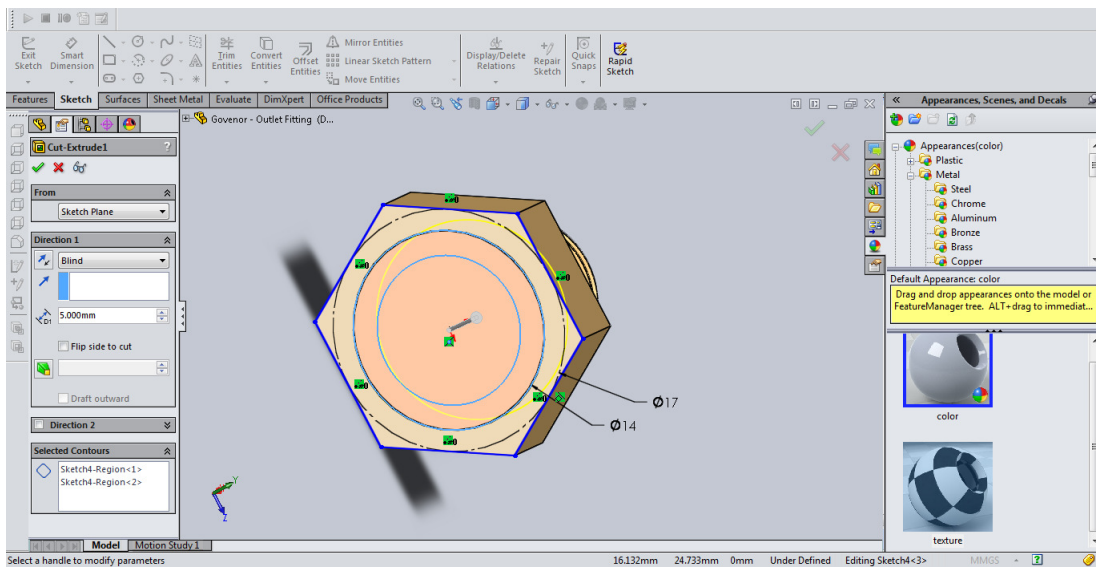 Exit Sketch
Smart Dimension
Trim Entities
Convert Entities
Offset Entities
Mirror Entities
Linear Sketch Pattern
Move Entities
Display/Delete Relations
Repair Sketch
Quick Snaps
Rapid Sketch
Features Sketch Surfaces Sheet Metal Evaluate DimXpert Office Products
Govenor - Outlet Fitting (D...
Cut-Extrude1 ?
From
Sketch Plane
Direction 1
Blind
D1
5.000mm
Flip side to cut
Draft outward
Direction 2
Selected Contours
Sketch4-Region<1>
Sketch4-Region<2>
Ø17
Ø14
Y
Z
Appearances, Scenes, and Decals
Appearances(color)
Plastic
Metal
Steel
Chrome
Aluminum
Bronze
Brass
Copper
Default Appearance: color
Drag and drop appearances onto the model or
FeatureManager tree. ALT+drag to immediat...
color
texture
Model Motion Study 1
Select a handle to modify parameters 16.132mm 24.733mm 0mm Under Defined Editing Sketch4<3> MMGS ?